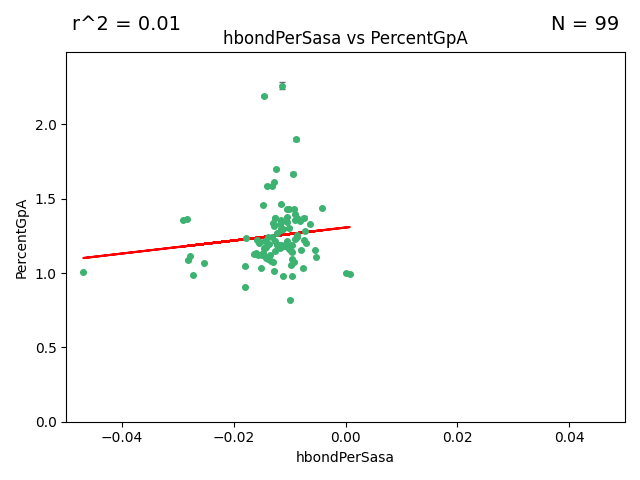 r^2 = 0.01
N = 99
hbondPerSasa vs PercentGpA
PercentGpA
2.0
1.5
1.0
0.5
0.0
−0.04
−0.02
0.00
0.02
0.04
hbondPerSasa